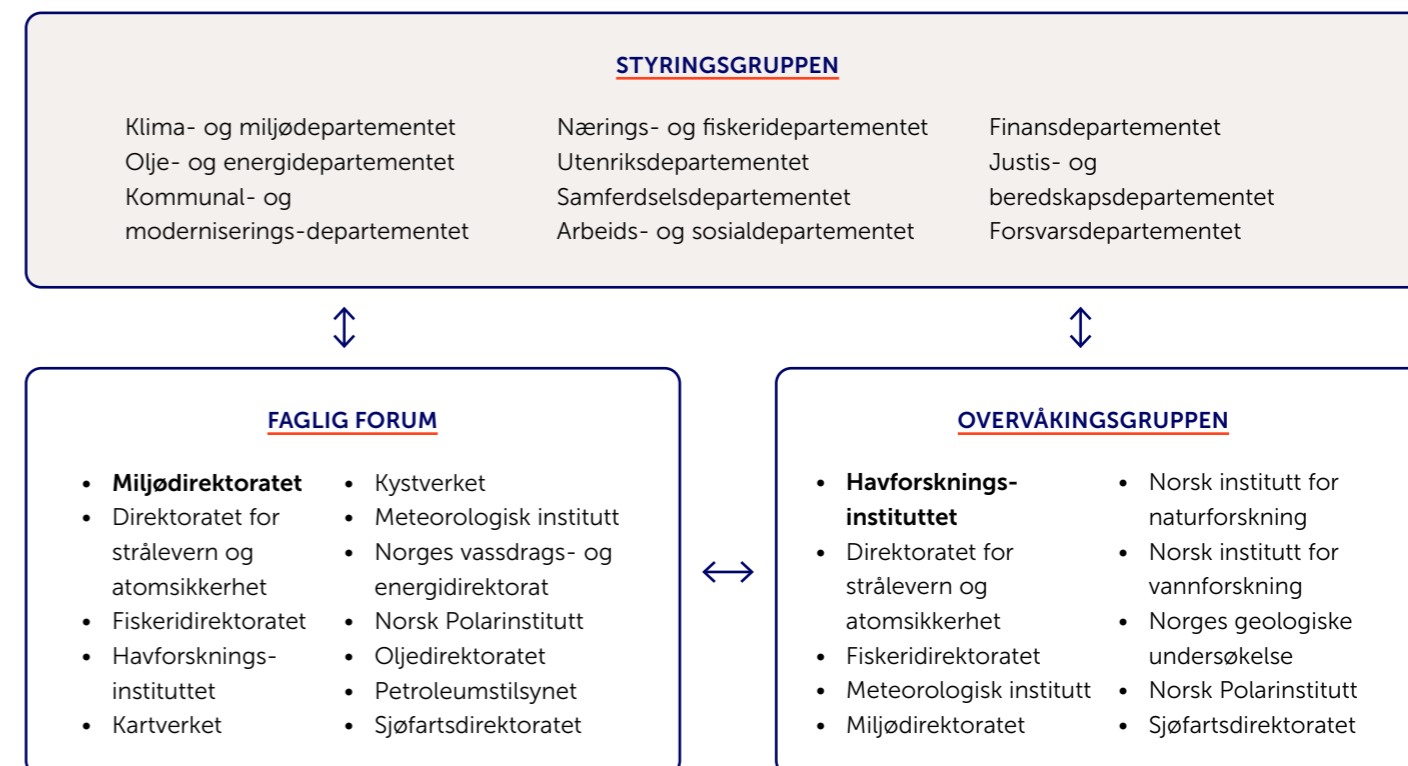 STYRINGSGRUPPEN
Klima- og miljødepartementet
Olje- og energidepartementet
Kommunal- og
moderniserings-departementet
Nærings- og fiskeridepartementet
Utenriksdepartementet
Samferdselsdepartementet
Arbeids- og sosialdepartementet
Finansdepartementet
Justis- og
beredskapsdepartementet
Forsvarsdepartementet
FAGLIG FORUM
• Miljødirektoratet
• Direktoratet for
strålevern og
atomsikkerhet
• Fiskeridirektoratet
• Havforsknings-
instituttet
• Kartverket
• Kystverket
• Meteorologisk institutt
• Norges vassdrags- og
energidirektorat
• Norsk Polarinstitutt
• Oljedirektoratet
• Petroleumstilsynet
• Sjøfartsdirektoratet
OVERVÅKINGSGRUPPEN
• Havforsknings-
instituttet
• Direktoratet for
strålevern og
atomsikkerhet
• Fiskeridirektoratet
• Meteorologisk institutt
• Miljødirektoratet
• Norsk institutt for
naturforskning
• Norsk institutt for
vannforskning
• Norges geologiske
undersøkelse
• Norsk Polarinstitutt
• Sjøfartsdirektoratet